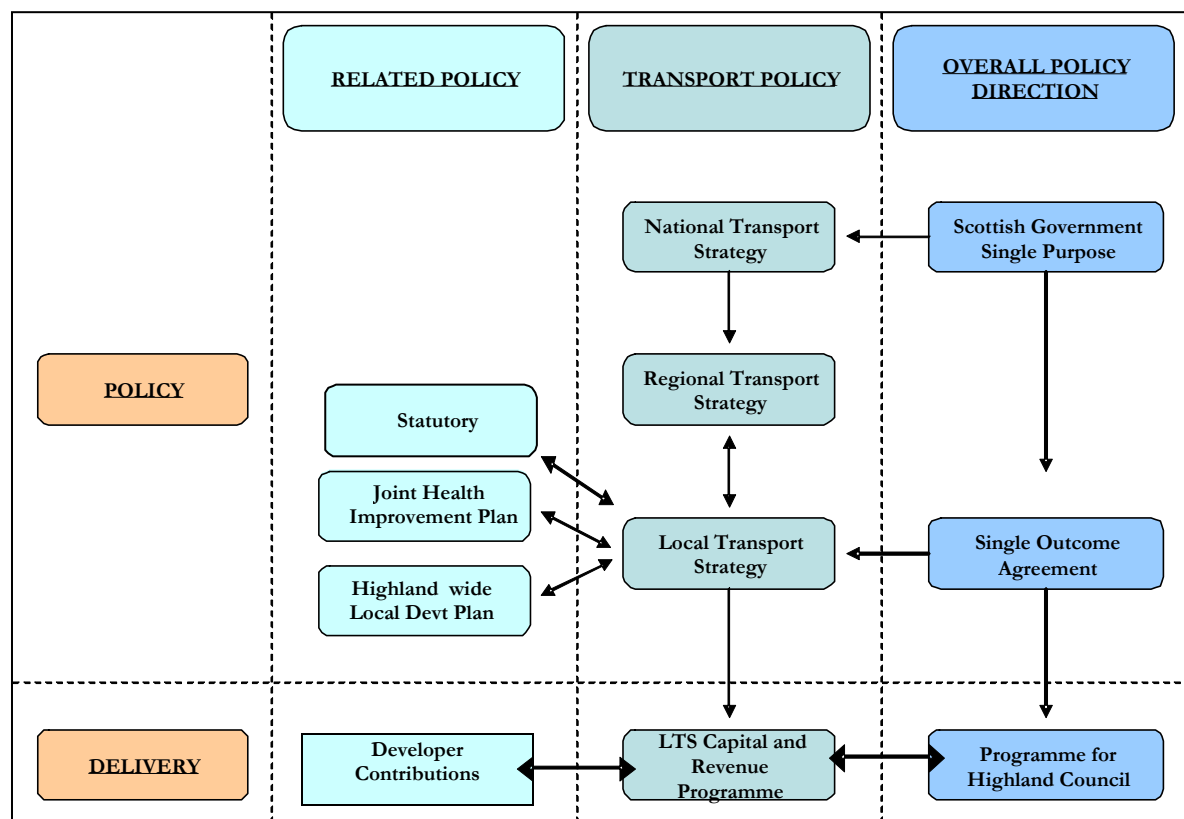 RELATED POLICY
TRANSPORT POLICY
OVERALL POLICY
DIRECTION
National Transport
Strategy
Scottish Government
Single Purpose
POLICY
Regional Transport
Strategy
Statutory
Joint Health
Improvement Plan
Highland wide
Local Devt Plan
Local Transport
Strategy
Single Outcome
Agreement
DELIVERY
Developer
Contributions
LTS Capital and
Revenue
Programme
Programme for
Highland Council